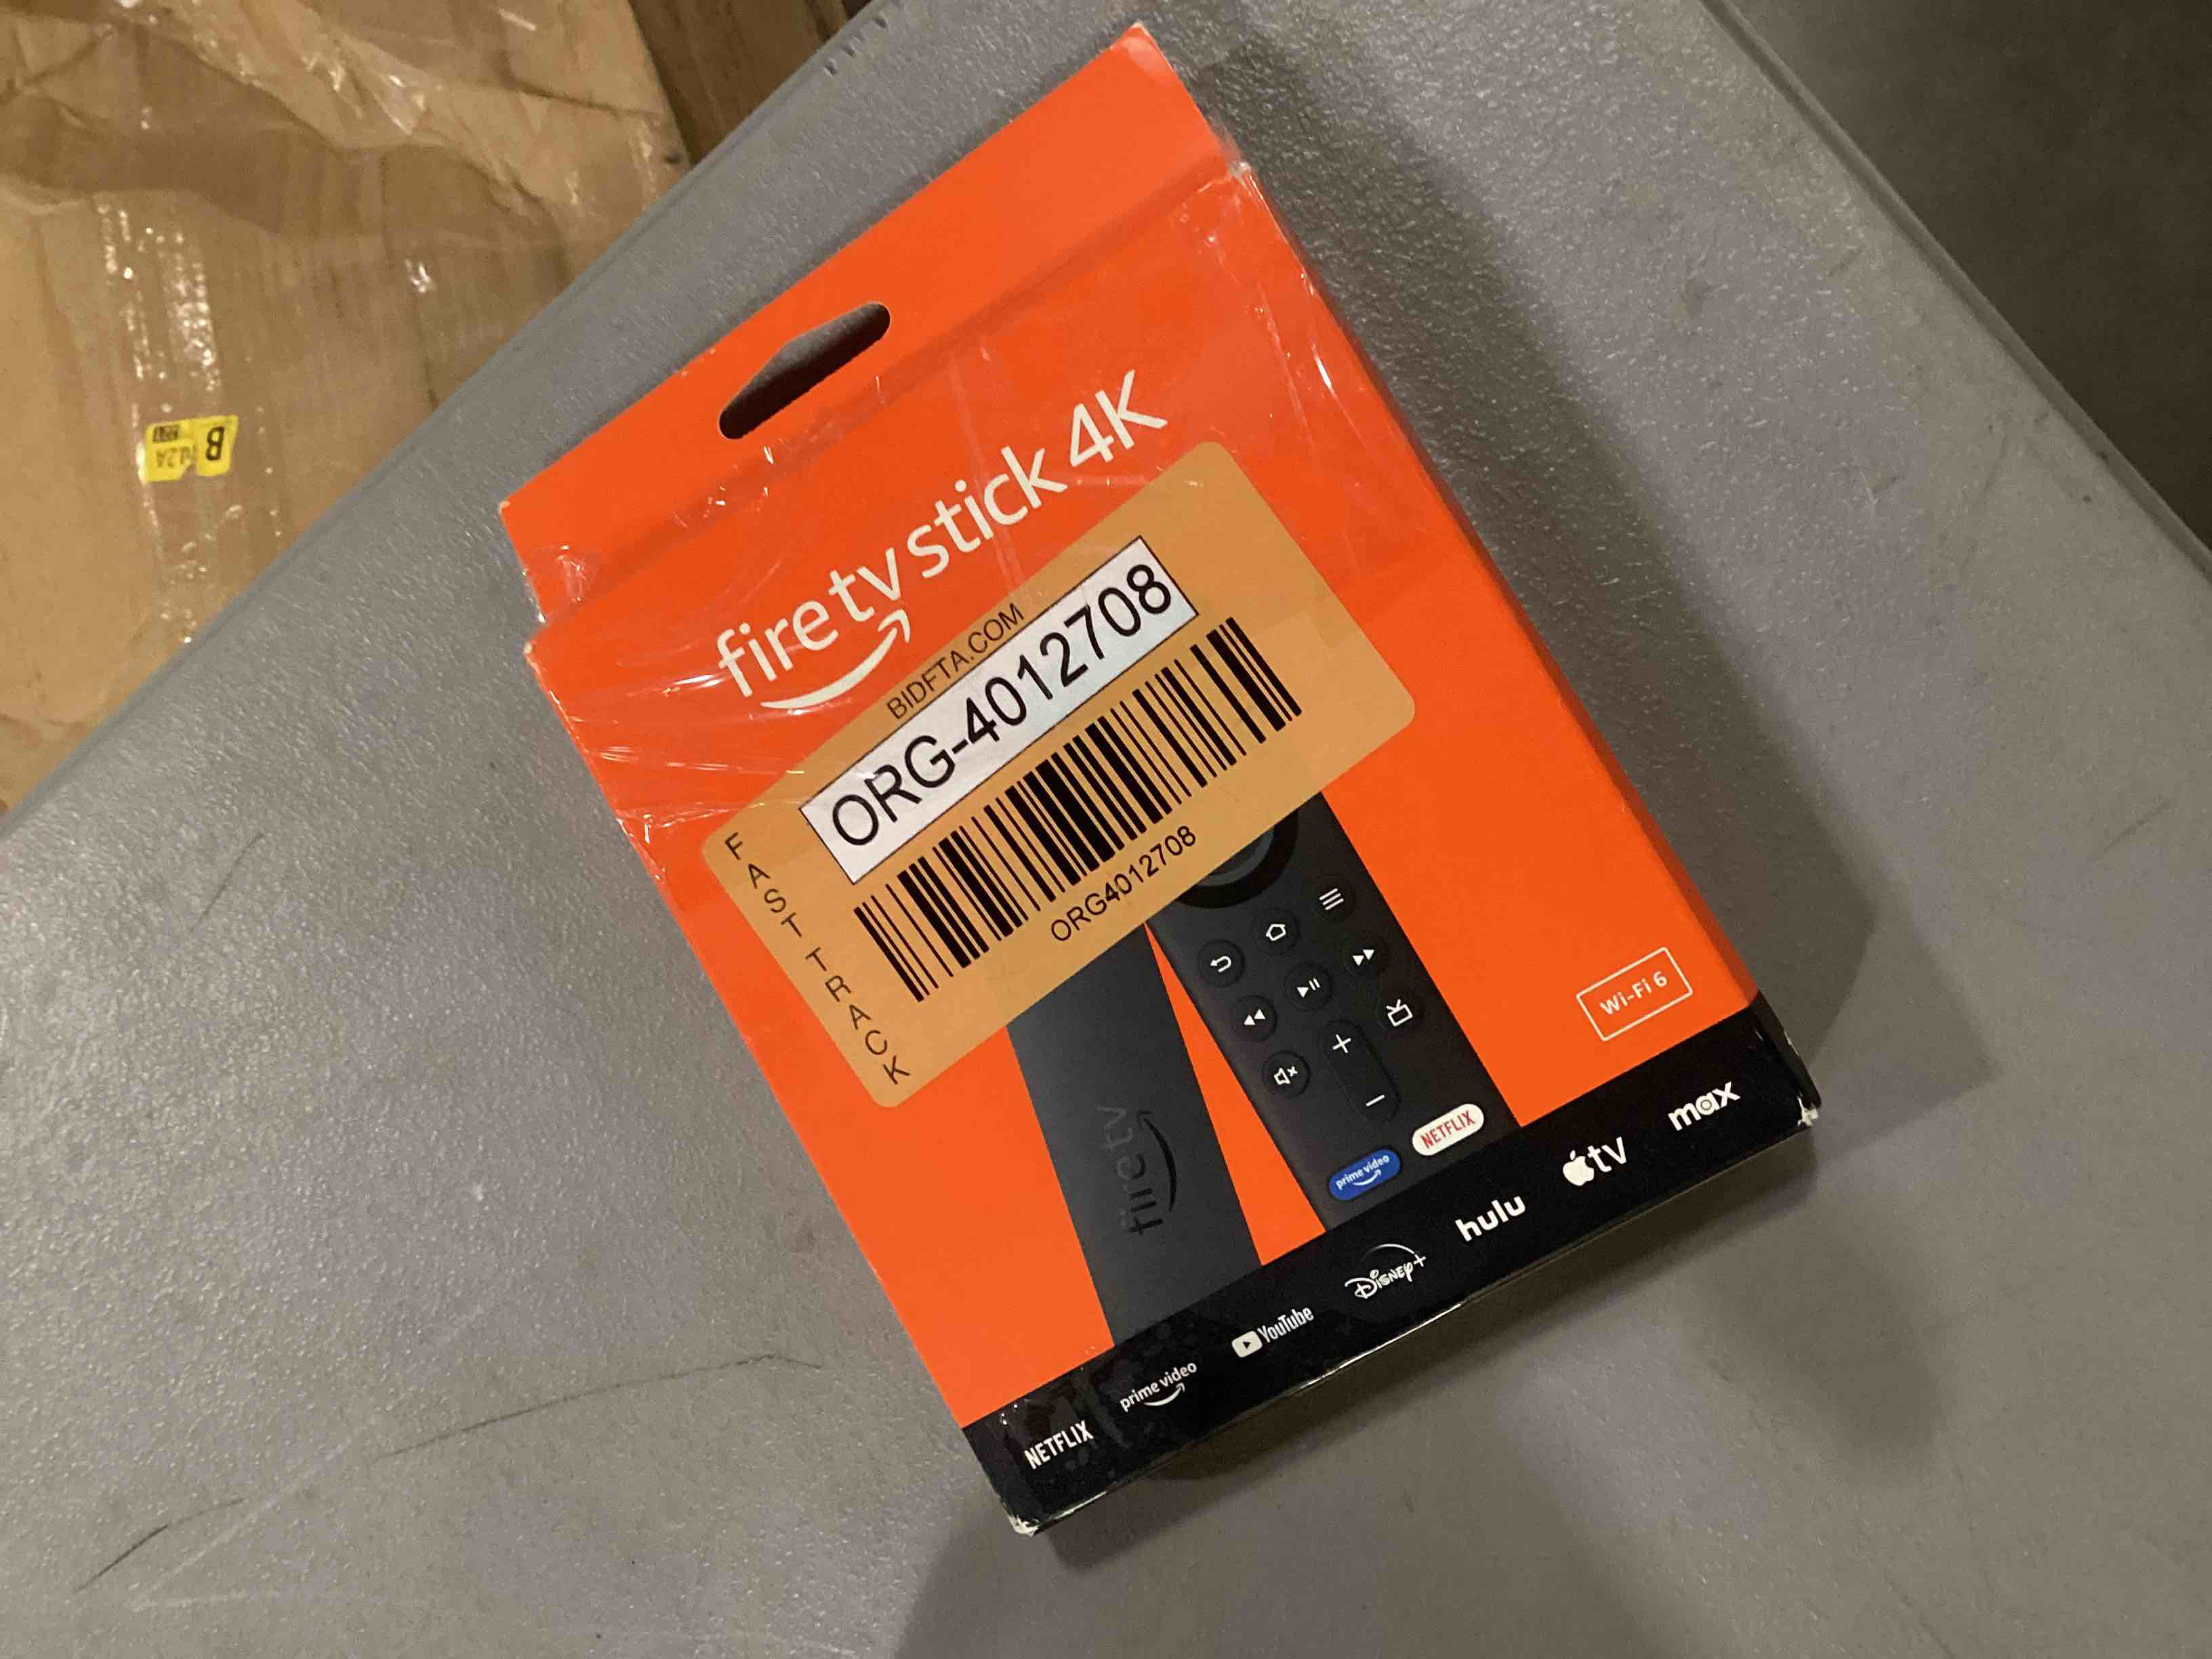 fire tv stick 4K
BIDFTA.COM
ORG-4012708
ORG4012708
FAST TRACK
Wi-Fi 6
fire tv
prime video
NETFLIX
NETFLIX
prime video
YouTube
Disney+
hulu
tv
max
B